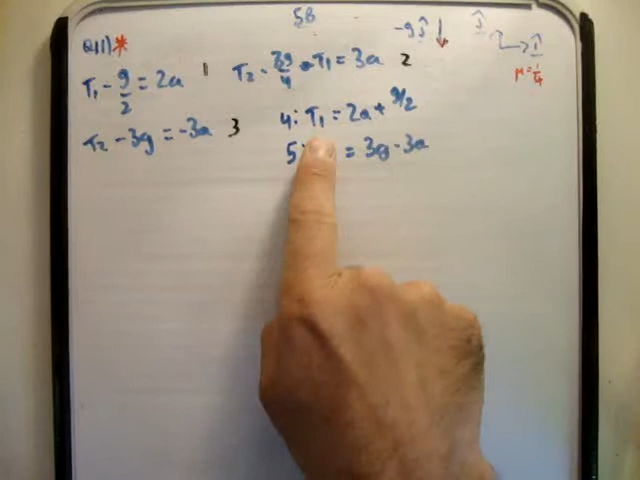 58
-g ĵ ↓
ĵ
→ î
μ = 1/4
Q11)*
T₁ - g/2 = 2a 1
T₂ - 3g/4 - T₁ = 3a 2
T₂ - 3g = -3a 3
4: T₁ = 2a + g/2
5: = 3g - 3a